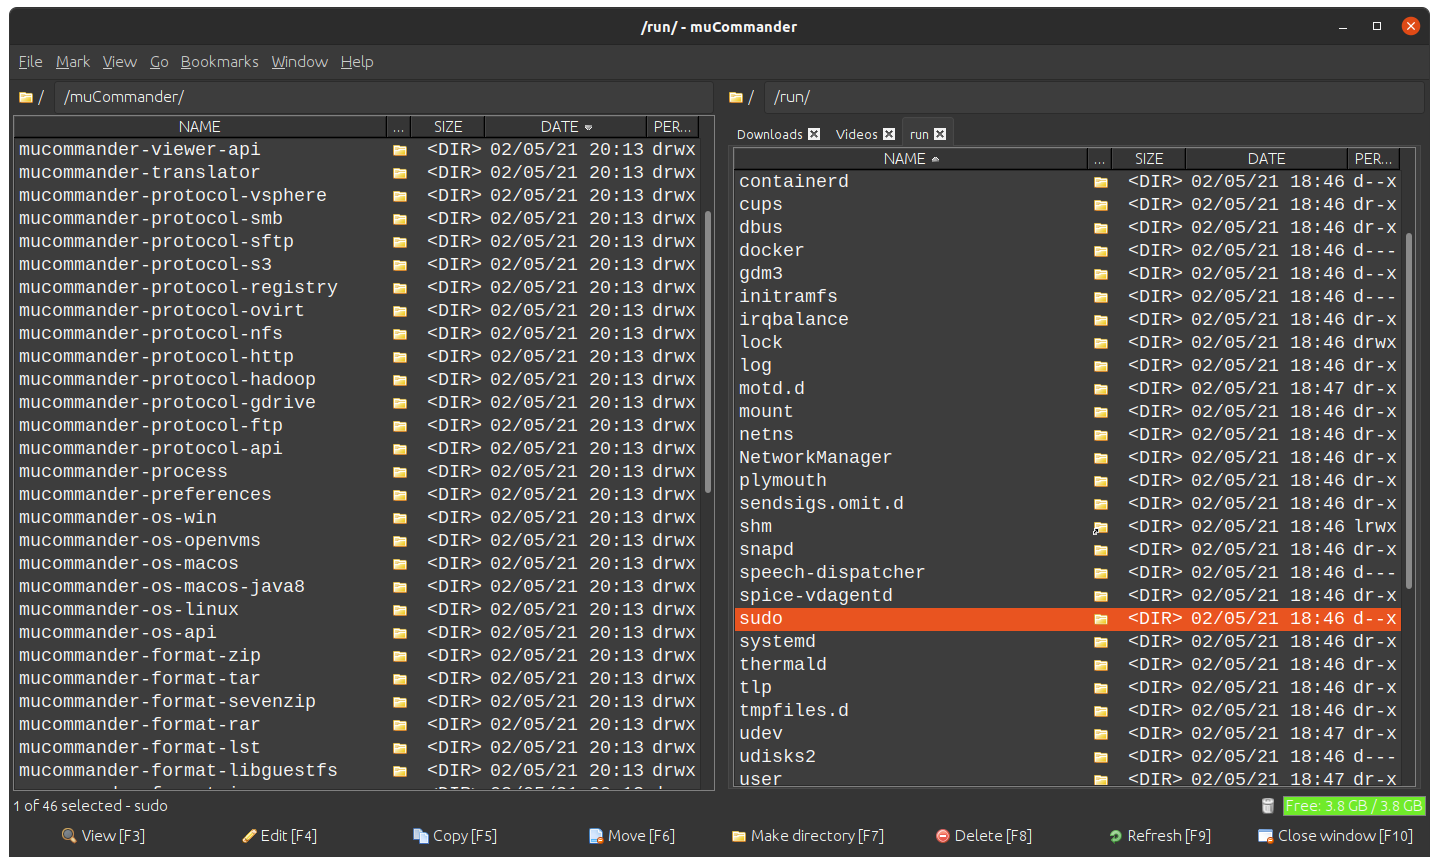 /run/ - muCommander
File Mark View Go Bookmarks Window Help
/ /muCommander/
NAME ... SIZE DATE PER...
mucommander-viewer-api <DIR> 02/05/21 20:13 drwx
mucommander-translator <DIR> 02/05/21 20:13 drwx
mucommander-protocol-vsphere <DIR> 02/05/21 20:13 drwx
mucommander-protocol-smb <DIR> 02/05/21 20:13 drwx
mucommander-protocol-sftp <DIR> 02/05/21 20:13 drwx
mucommander-protocol-s3 <DIR> 02/05/21 20:13 drwx
mucommander-protocol-registry <DIR> 02/05/21 20:13 drwx
mucommander-protocol-ovirt <DIR> 02/05/21 20:13 drwx
mucommander-protocol-nfs <DIR> 02/05/21 20:13 drwx
mucommander-protocol-http <DIR> 02/05/21 20:13 drwx
mucommander-protocol-hadoop <DIR> 02/05/21 20:13 drwx
mucommander-protocol-gdrive <DIR> 02/05/21 20:13 drwx
mucommander-protocol-ftp <DIR> 02/05/21 20:13 drwx
mucommander-protocol-api <DIR> 02/05/21 20:13 drwx
mucommander-process <DIR> 02/05/21 20:13 drwx
mucommander-preferences <DIR> 02/05/21 20:13 drwx
mucommander-os-win <DIR> 02/05/21 20:13 drwx
mucommander-os-openvms <DIR> 02/05/21 20:13 drwx
mucommander-os-macos <DIR> 02/05/21 20:13 drwx
mucommander-os-macos-java8 <DIR> 02/05/21 20:13 drwx
mucommander-os-linux <DIR> 02/05/21 20:13 drwx
mucommander-os-api <DIR> 02/05/21 20:13 drwx
mucommander-format-zip <DIR> 02/05/21 20:13 drwx
mucommander-format-tar <DIR> 02/05/21 20:13 drwx
mucommander-format-sevenzip <DIR> 02/05/21 20:13 drwx
mucommander-format-rar <DIR> 02/05/21 20:13 drwx
mucommander-format-lst <DIR> 02/05/21 20:13 drwx
mucommander-format-libguestfs <DIR> 02/05/21 20:13 drwx
/ /run/
Downloads Videos run
NAME ... SIZE DATE PER...
containerd <DIR> 02/05/21 18:46 d--x
cups <DIR> 02/05/21 18:46 dr-x
dbus <DIR> 02/05/21 18:46 dr-x
docker <DIR> 02/05/21 18:46 d---
gdm3 <DIR> 02/05/21 18:46 d--x
initramfs <DIR> 02/05/21 18:46 d---
irqbalance <DIR> 02/05/21 18:46 dr-x
lock <DIR> 02/05/21 18:46 drwx
log <DIR> 02/05/21 18:46 dr-x
motd.d <DIR> 02/05/21 18:47 dr-x
mount <DIR> 02/05/21 18:46 dr-x
netns <DIR> 02/05/21 18:46 dr-x
NetworkManager <DIR> 02/05/21 18:46 dr-x
plymouth <DIR> 02/05/21 18:46 dr-x
sendsigs.omit.d <DIR> 02/05/21 18:46 dr-x
shm <DIR> 02/05/21 18:46 lrwx
snapd <DIR> 02/05/21 18:46 dr-x
speech-dispatcher <DIR> 02/05/21 18:46 d---
spice-vdagentd <DIR> 02/05/21 18:46 dr-x
sudo <DIR> 02/05/21 18:46 d--x
systemd <DIR> 02/05/21 18:46 dr-x
thermald <DIR> 02/05/21 18:46 dr-x
tlp <DIR> 02/05/21 18:46 dr-x
tmpfiles.d <DIR> 02/05/21 18:46 dr-x
udev <DIR> 02/05/21 18:47 dr-x
udisks2 <DIR> 02/05/21 18:46 d---
user <DIR> 02/05/21 18:47 dr-x
1 of 46 selected - sudo
Free: 3.8 GB / 3.8 GB
View [F3] Edit [F4] Copy [F5] Move [F6] Make directory [F7] Delete [F8] Refresh [F9] Close window [F10]